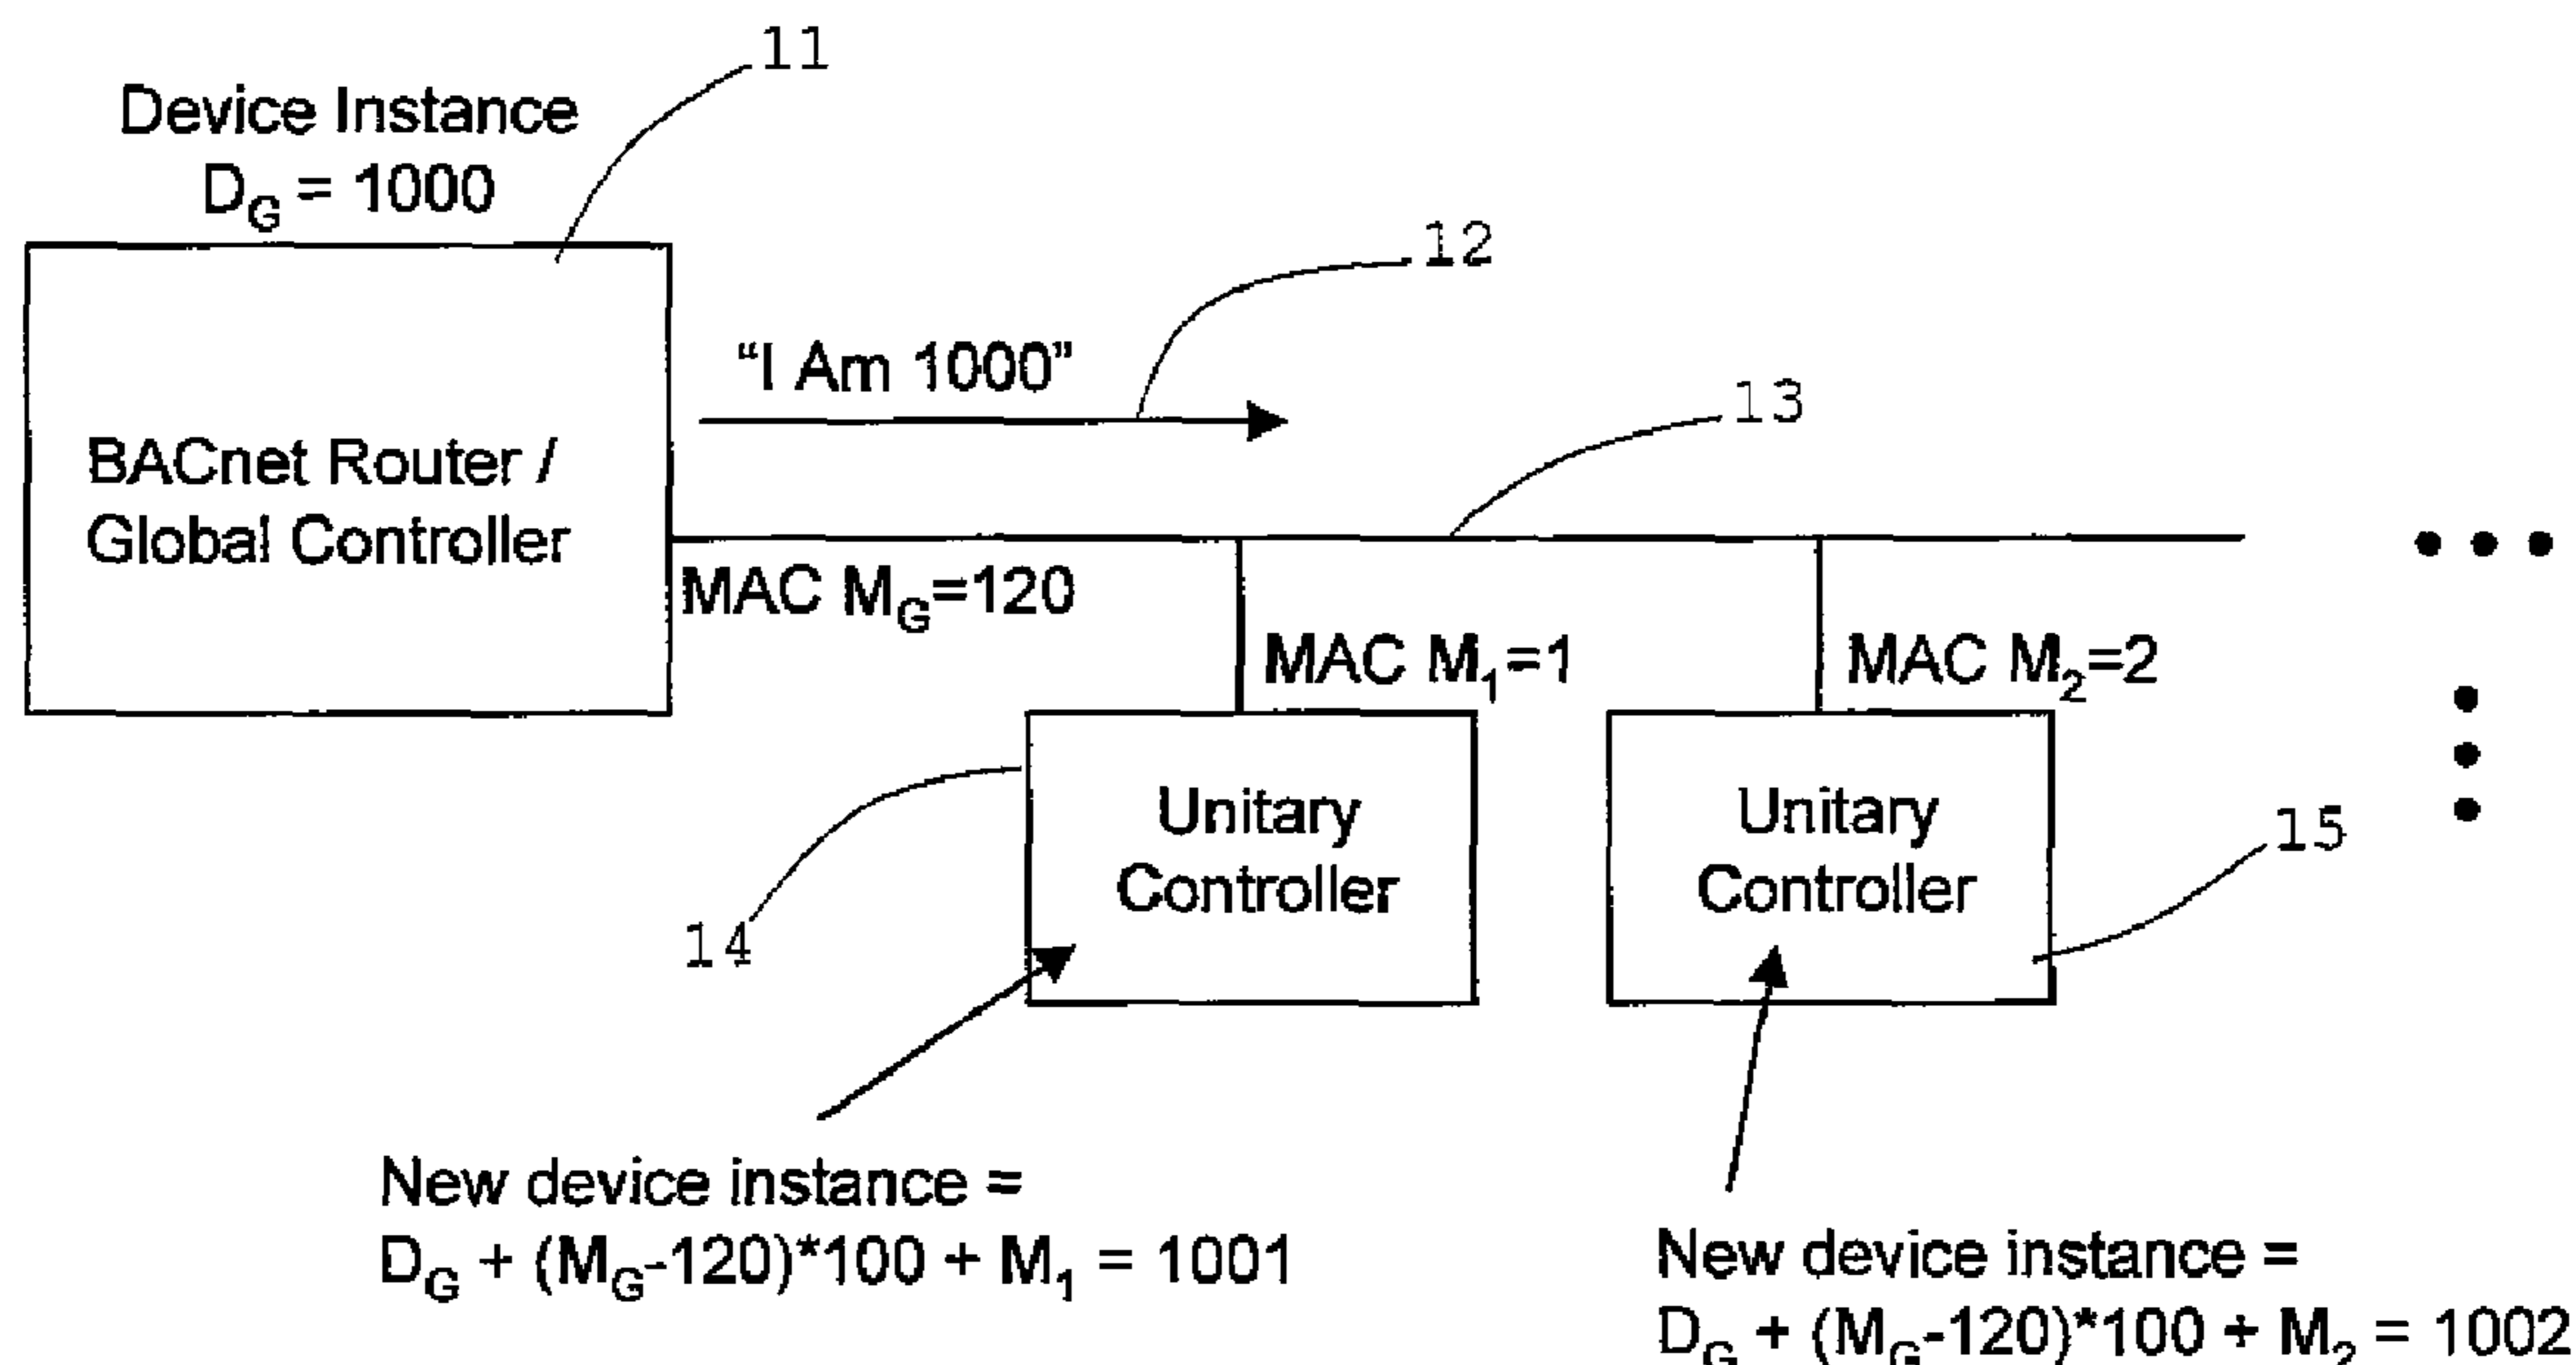 11
Device Instance
D_G = 1000
12
"I Am 1000"
13
BACnet Router /
Global Controller
MAC M_G=120
MAC M_1=1
MAC M_2=2
Unitary
Controller
Unitary
Controller
15
14
New device instance =
D_G + (M_G-120)*100 + M_1 = 1001
New device instance =
D_G + (M_G-120)*100 + M_2 = 1002